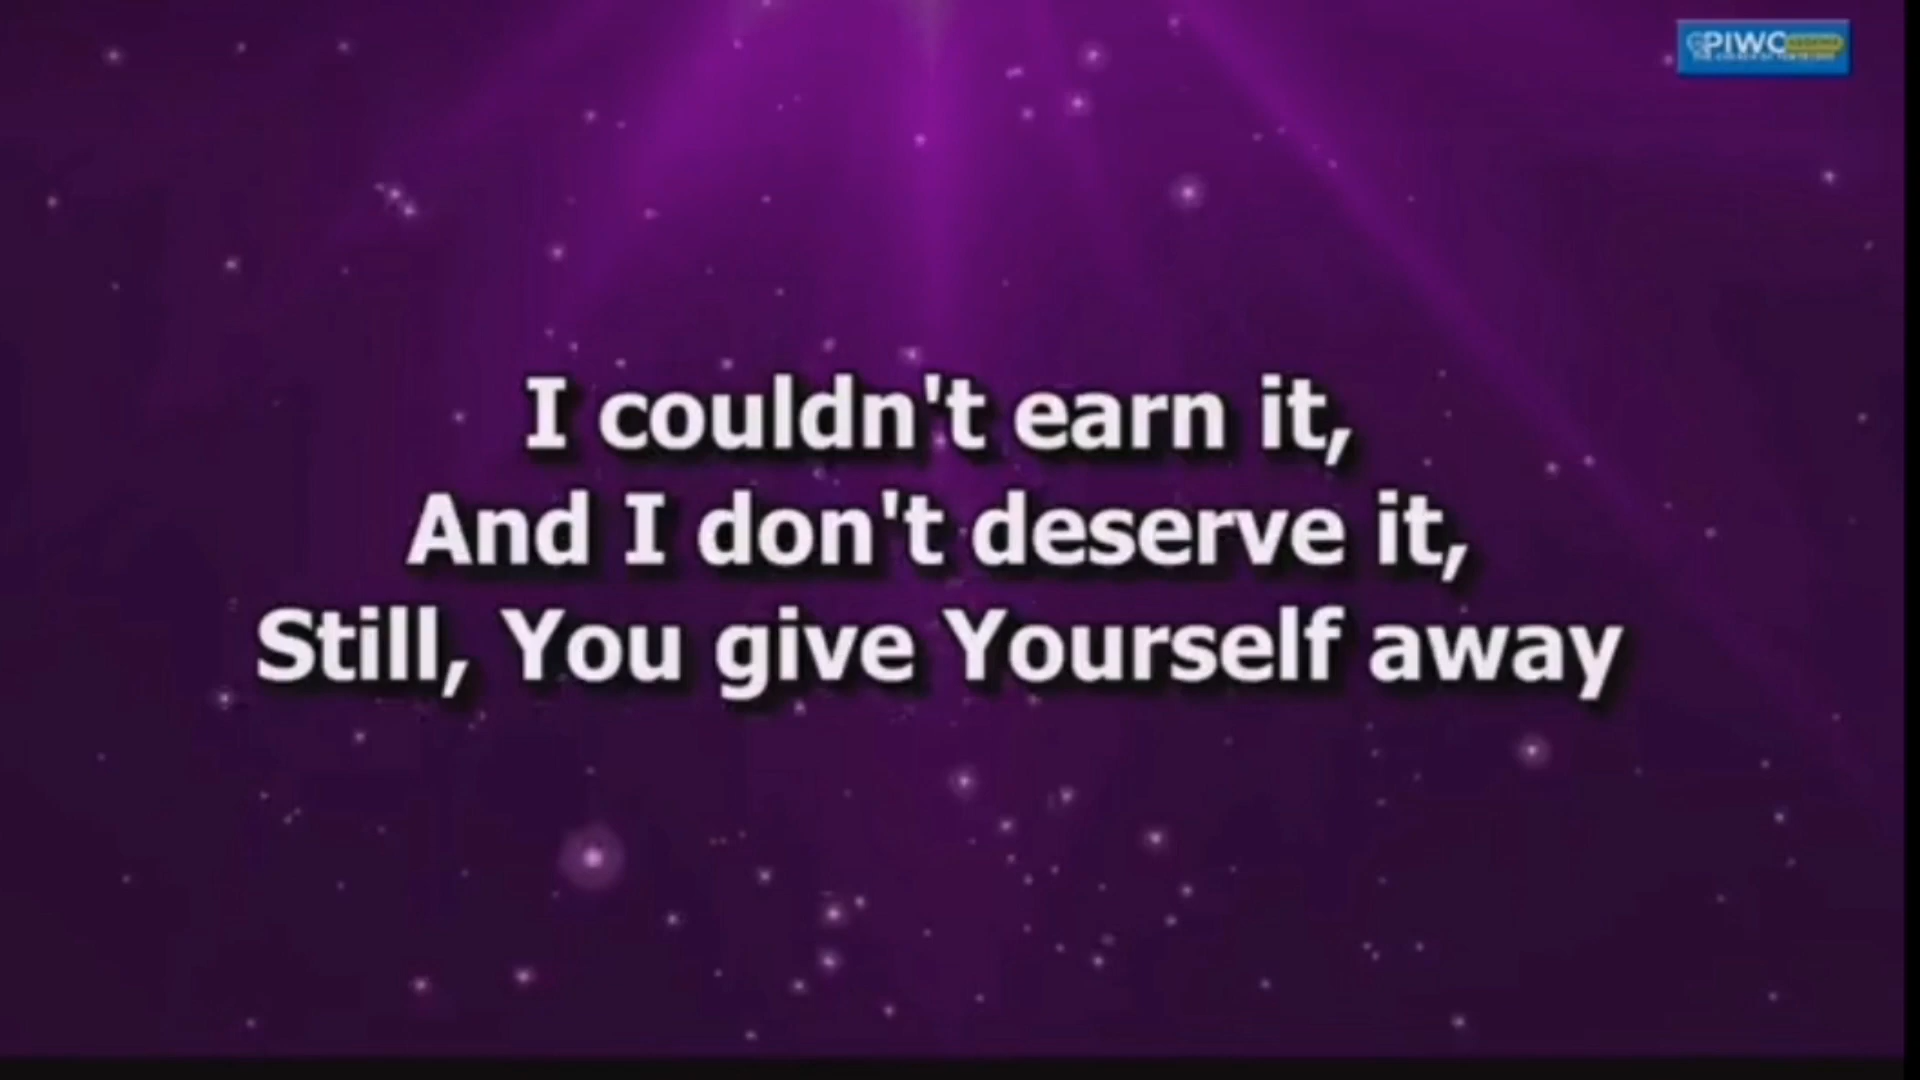 PIWC
I couldn't earn it,
And I don't deserve it,
Still, You give Yourself away